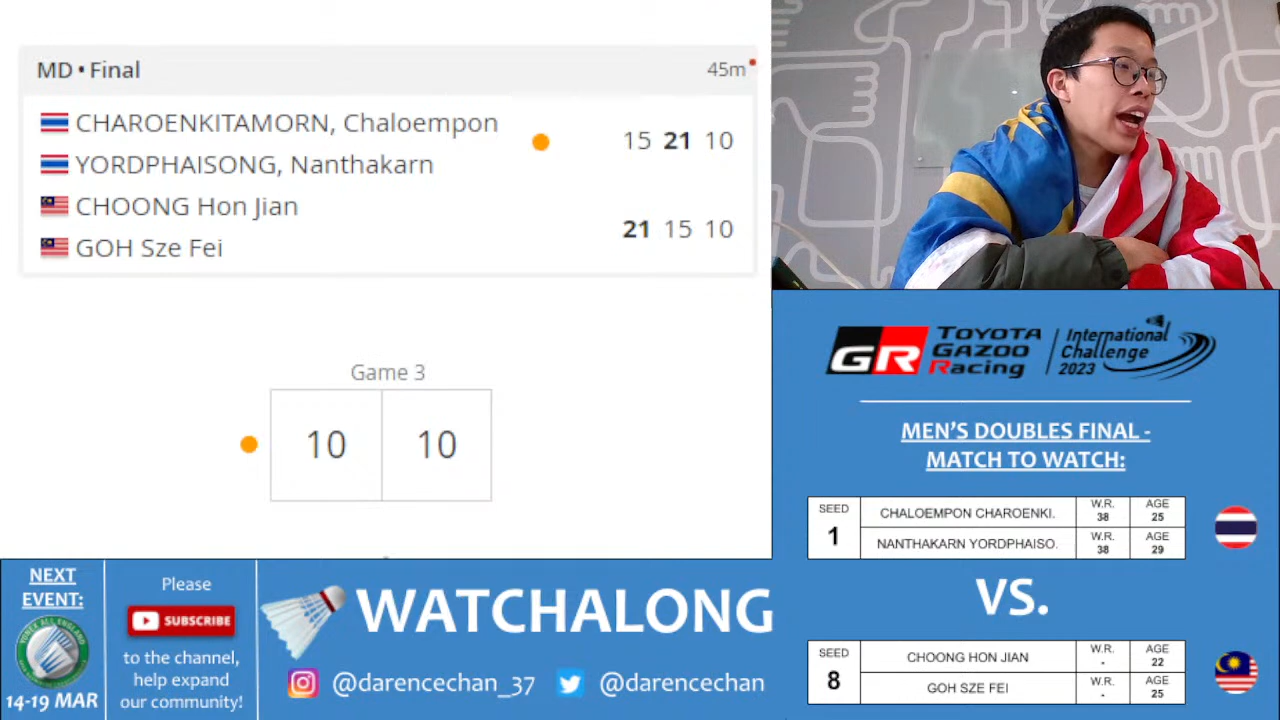 MD • Final
45m
CHAROENKITAMORN, Chaloempon
YORDPHAISONG, Nanthakarn
15 21 10
CHOONG Hon Jian
GOH Sze Fei
21 15 10
Game 3
10 10
GR TOYOTA GAZOO Racing
International Challenge 2023
MEN'S DOUBLES FINAL -
MATCH TO WATCH:
SEED 1
CHALOEMPON CHAROENKI. W.R. 38 AGE 25
NANTHAKARN YORDPHAISO. W.R. 38 AGE 29
VS.
SEED 8
CHOONG HON JIAN W.R. - AGE 22
GOH SZE FEI W.R. - AGE 25
NEXT
EVENT:
14-19 MAR
Please
SUBSCRIBE
to the channel,
help expand
our community!
WATCHALONG
@darencechan_37
@darencechan